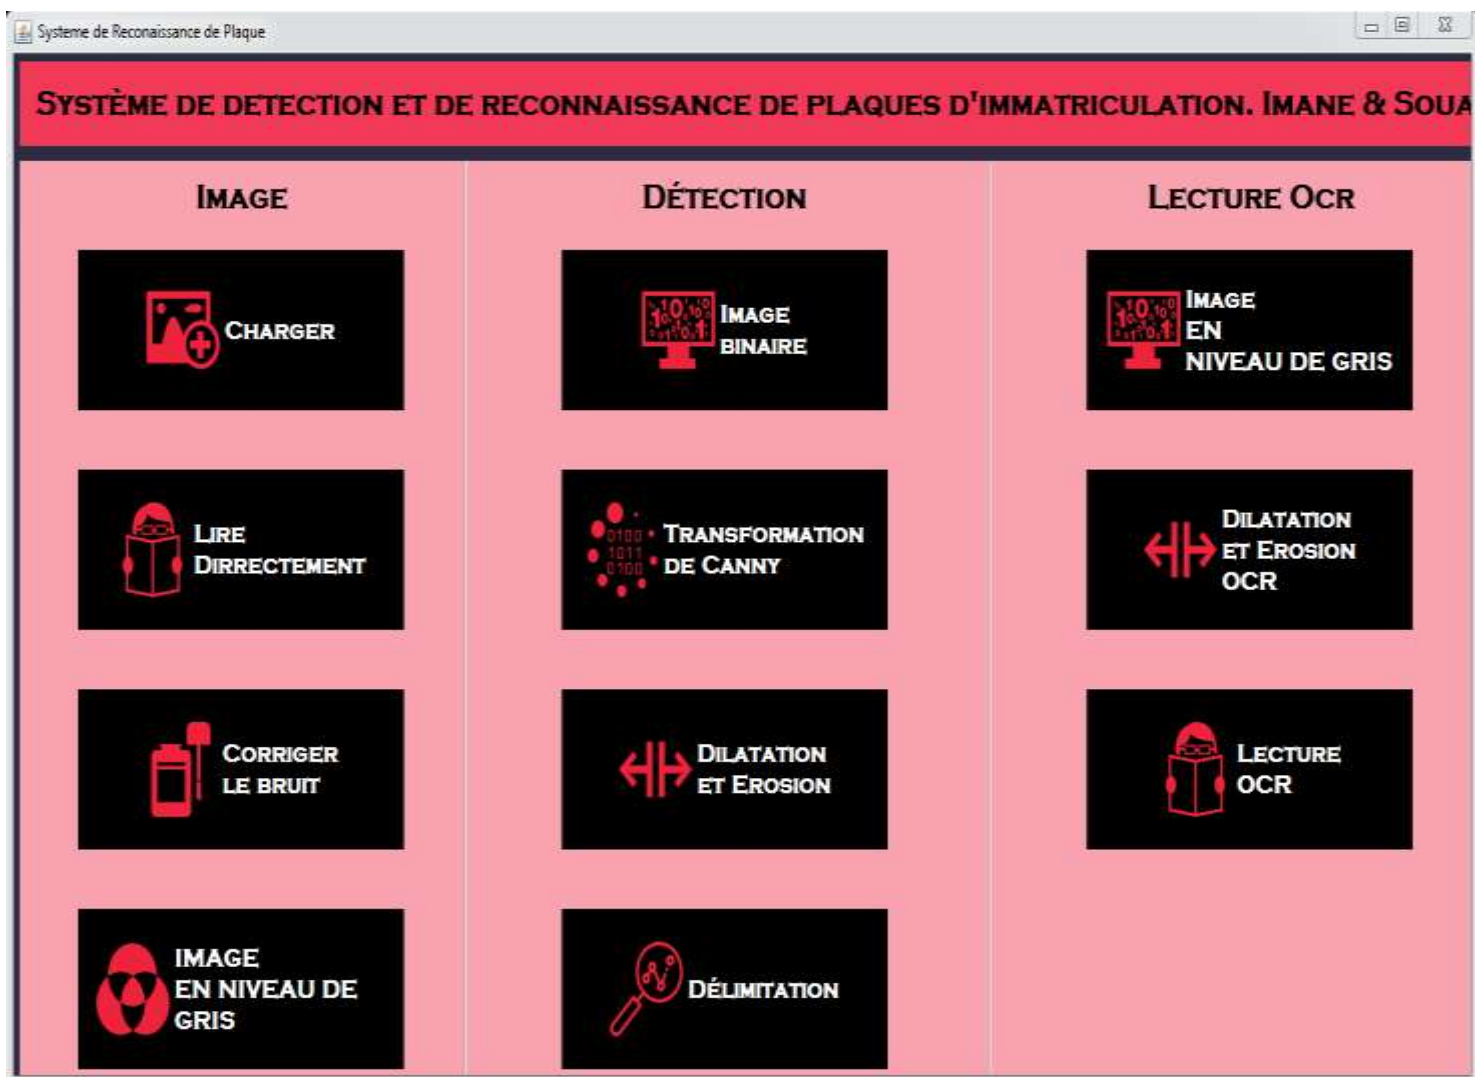 Systeme de Reconaissance de Plaque
SYSTÈME DE DETECTION ET DE RECONNAISSANCE DE PLAQUES D'IMMATRICULATION. IMANE & SOUA
IMAGE
CHARGER
LIRE
DIRRECTEMENT
CORRIGER
LE BRUIT
IMAGE
EN NIVEAU DE
GRIS
DÉTECTION
IMAGE
BINAIRE
TRANSFORMATION
DE CANNY
DILATATION
ET EROSION
DÉLIMITATION
LECTURE OCR
IMAGE
EN
NIVEAU DE GRIS
DILATATION
ET EROSION
OCR
LECTURE
OCR